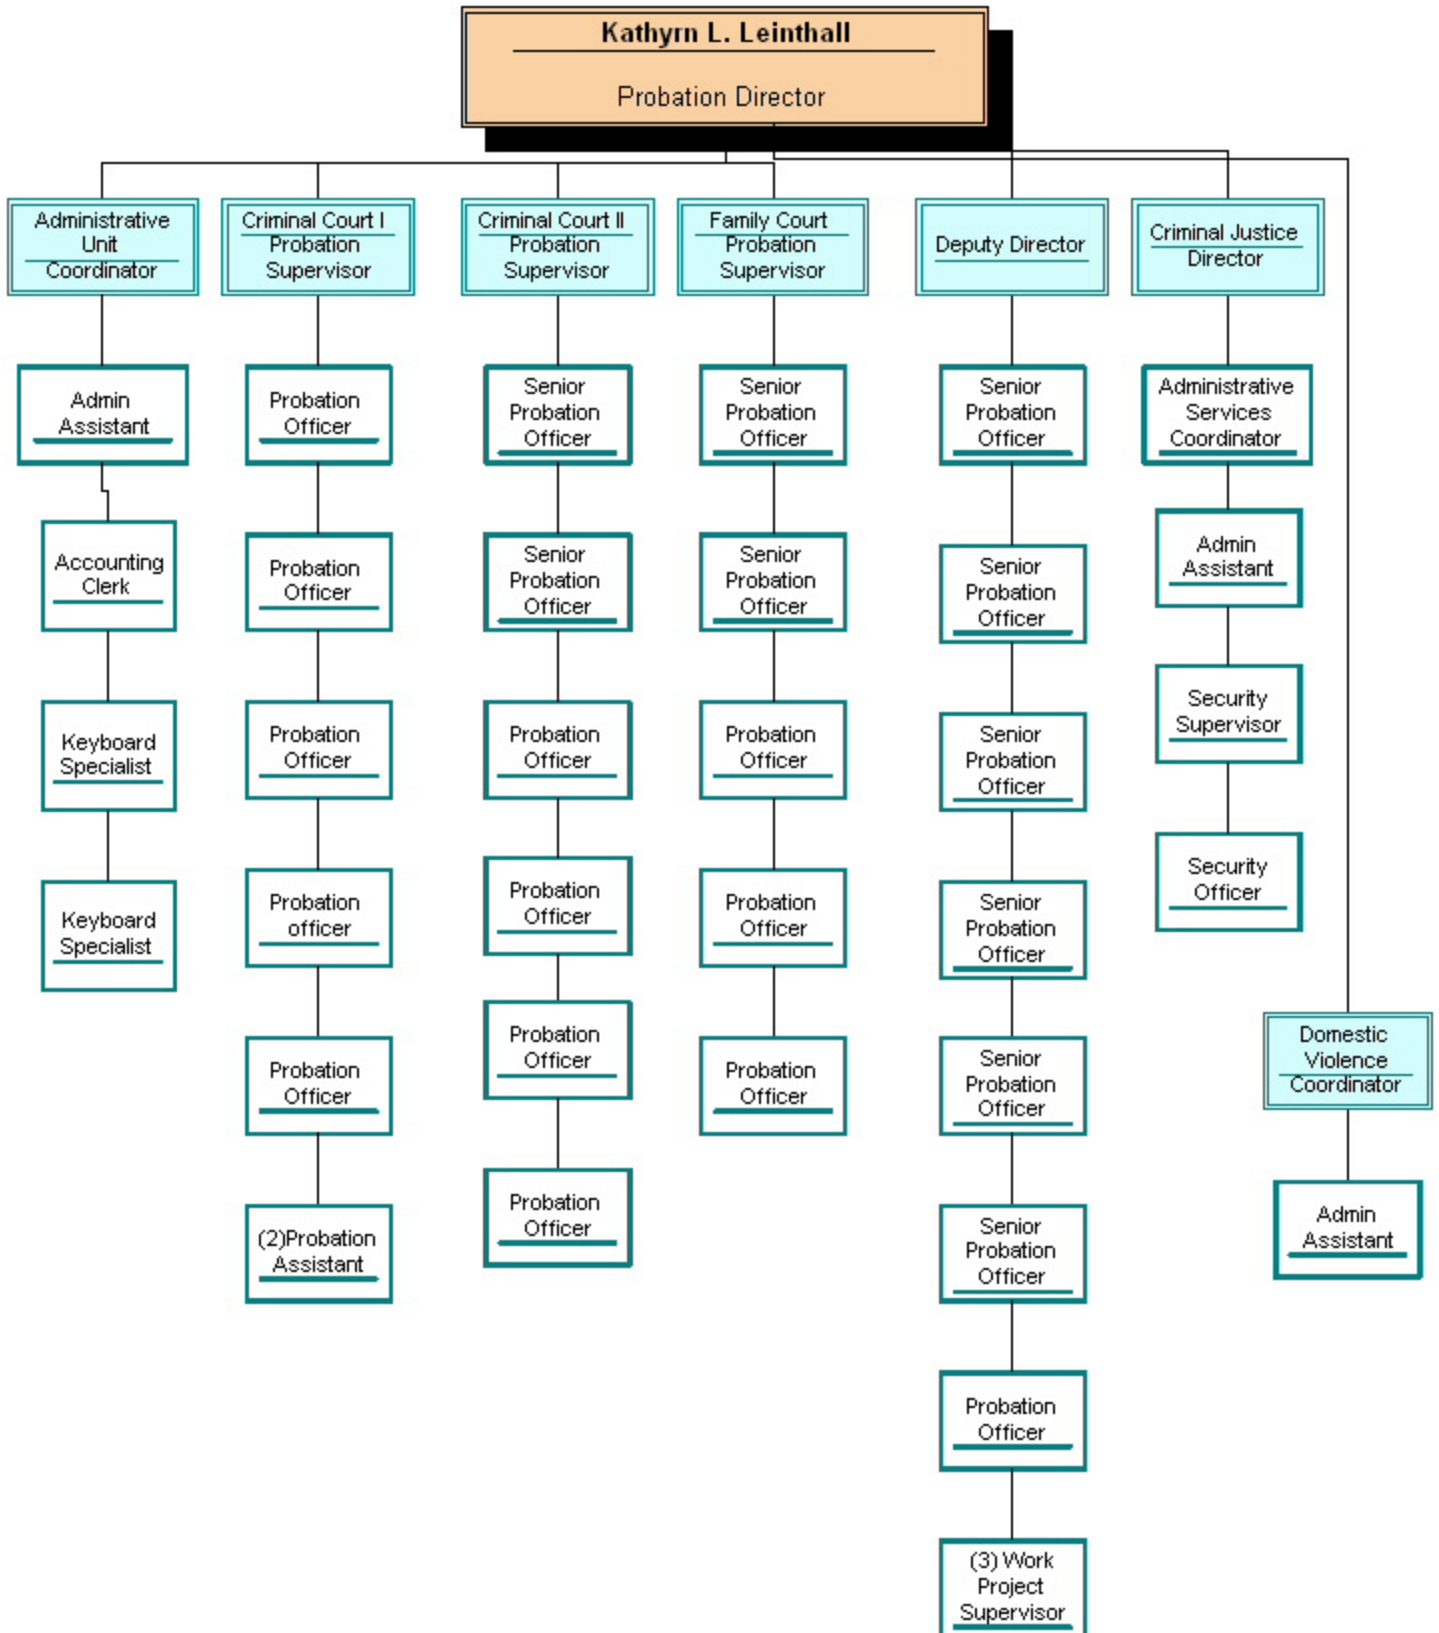 Kathyrn L. Leinthall
Probation Director
Administrative
Unit
Coordinator
Admin
Assistant
Accounting
Clerk
Keyboard
Specialist
Keyboard
Specialist
Criminal Court I
Probation
Supervisor
Probation
Officer
Probation
Officer
Probation
Officer
Probation
officer
Probation
Officer
(2)Probation
Assistant
Criminal Court II
Probation
Supervisor
Senior
Probation
Officer
Senior
Probation
Officer
Probation
Officer
Probation
Officer
Probation
Officer
Probation
Officer
Family Court
Probation
Supervisor
Senior
Probation
Officer
Senior
Probation
Officer
Probation
Officer
Probation
Officer
Probation
Officer
Deputy Director
Senior
Probation
Officer
Senior
Probation
Officer
Senior
Probation
Officer
Senior
Probation
Officer
Senior
Probation
Officer
Senior
Probation
Officer
Probation
Officer
(3) Work
Project
Supervisor
Criminal Justice
Director
Administrative
Services
Coordinator
Admin
Assistant
Security
Supervisor
Security
Officer
Domestic
Violence
Coordinator
Admin
Assistant